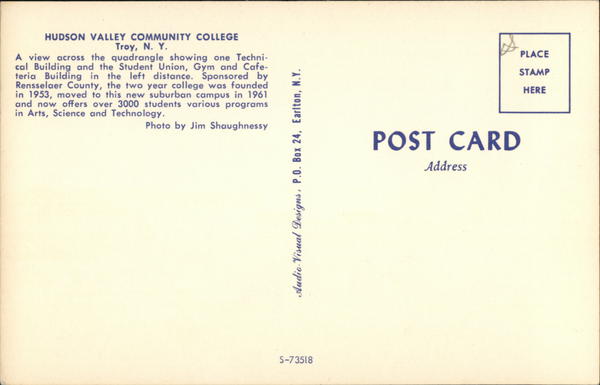 HUDSON VALLEY COMMUNITY COLLEGE
Troy, N. Y.
A view across the quadrangle showing one Techni-
cal Building and the Student Union, Gym and Cafe-
teria Building in the left distance. Sponsored by
Rensselaer County, the two year college was founded
in 1953, moved to this new suburban campus in 1961
and now offers over 3000 students various programs
in Arts, Science and Technology.
Photo by Jim Shaughnessy
Audio-Visual Designs, P.O. Box 24, Earlton, N.Y.
PLACE
STAMP
HERE
POST CARD
Address
S-73518